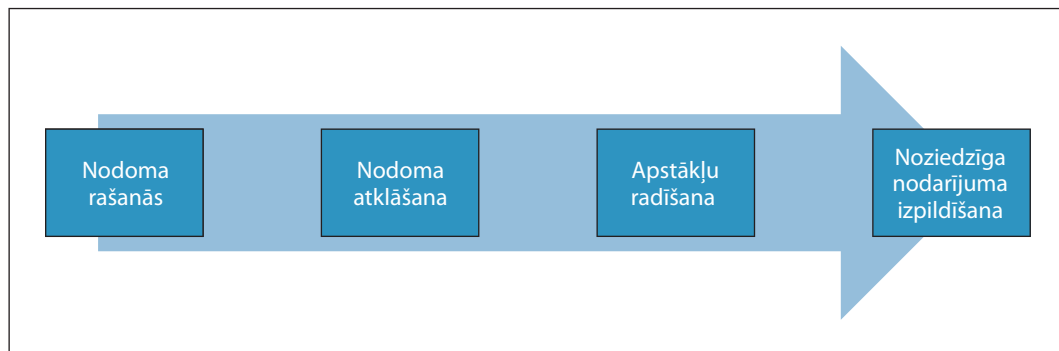 Nodoma
rašanās
Nodoma
atklāšana
Apstākļu
radīšana
Noziedzīga
nodarījuma
izpildīšana